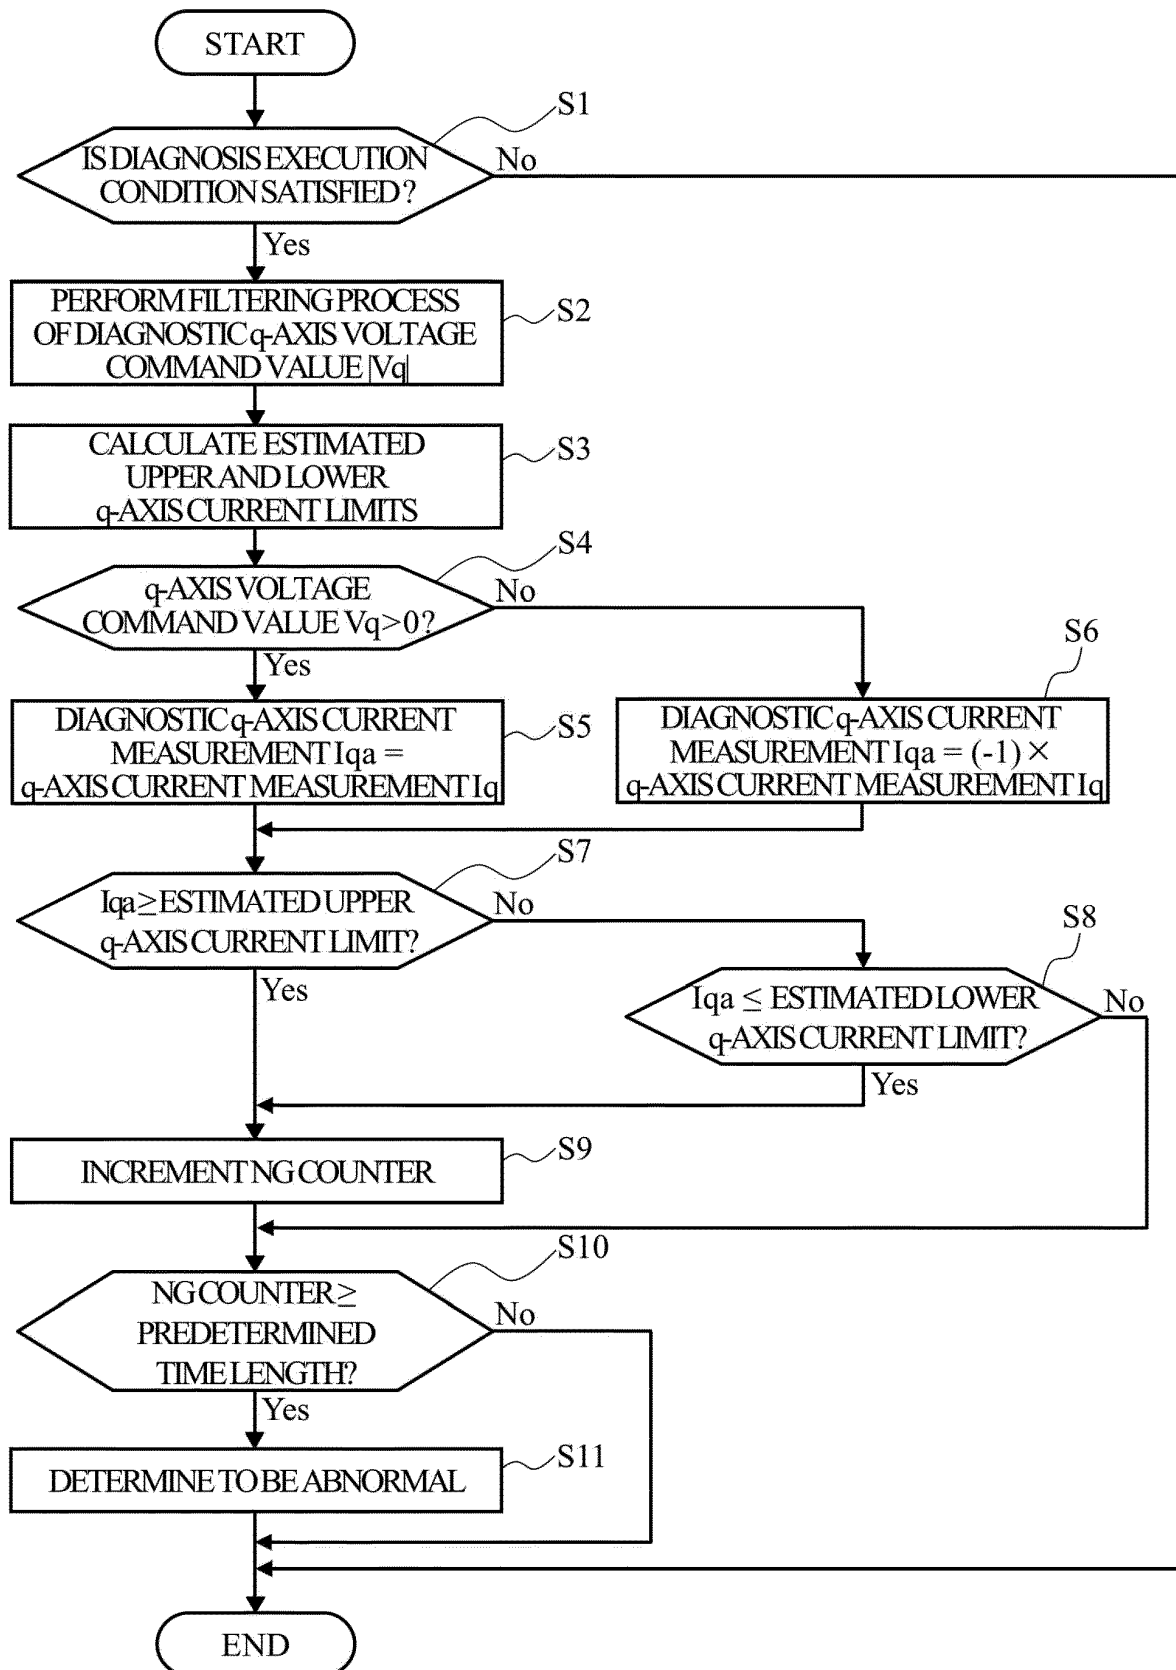 START
S1
IS DIAGNOSIS EXECUTION
CONDITION SATISFIED?
No
Yes
PERFORM FILTERING PROCESS
OF DIAGNOSTIC q-AXIS VOLTAGE
COMMAND VALUE |Vq|
S2
CALCULATE ESTIMATED
UPPER AND LOWER
q-AXIS CURRENT LIMITS
S3
S4
q-AXIS VOLTAGE
COMMAND VALUE Vq>0?
No
Yes
S6
DIAGNOSTIC q-AXIS CURRENT
MEASUREMENT Iqa =
q-AXIS CURRENT MEASUREMENT Iq
S5
DIAGNOSTIC q-AXIS CURRENT
MEASUREMENT Iqa = (-1) ×
q-AXIS CURRENT MEASUREMENT Iq
S7
Iqa≥ESTIMATED UPPER
q-AXIS CURRENT LIMIT?
No
Yes
S8
Iqa ≤ ESTIMATED LOWER
q-AXIS CURRENT LIMIT?
No
Yes
INCREMENT NG COUNTER
S9
S10
NG COUNTER ≥
PREDETERMINED
TIME LENGTH?
No
Yes
DETERMINE TO BE ABNORMAL
S11
END